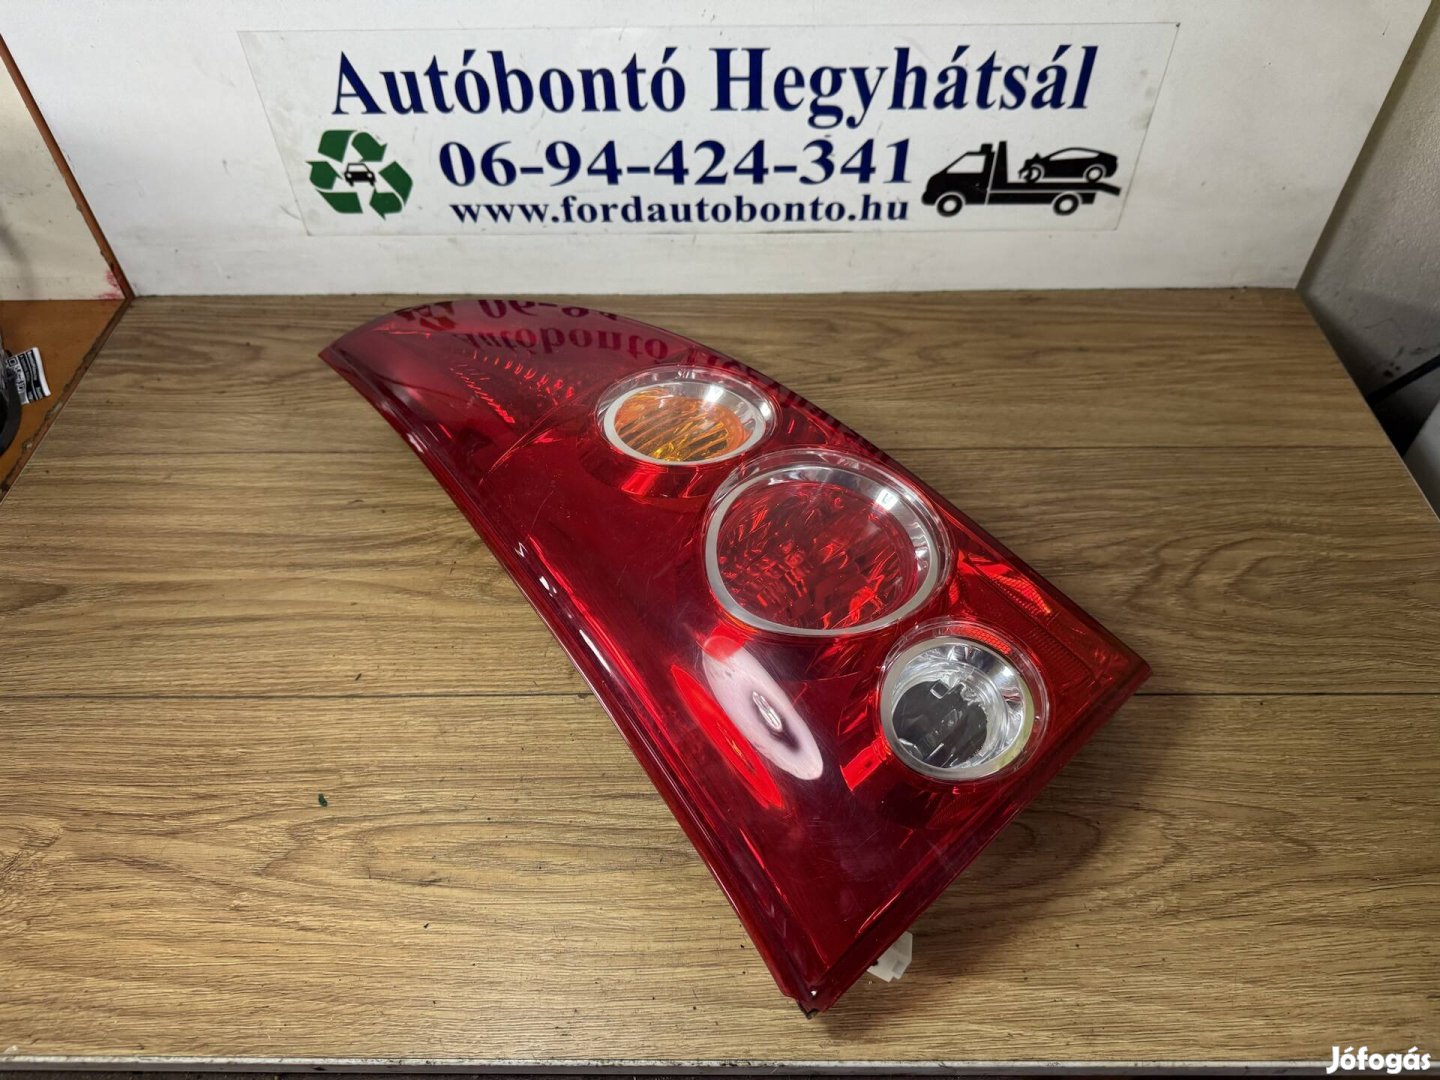 Autóbontó Hegyhátsál
06-94-424-341
www.fordautobonto.hu
Jófogás